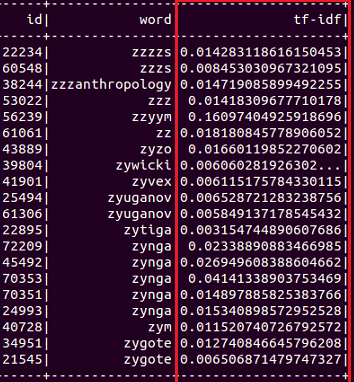 -----+---------------+--------------------+
   id|           word|              tf-idf|
-----+---------------+--------------------+
22234|          zzzzs|0.014283118616150453|
60548|           zzzs|0.008453030967321095|
38244|zzzanthropology|0.014719085899492255|
53022|            zzz| 0.01418309677710178|
56239|          zzyym| 0.16097404925918696|
61061|             zz|0.018180845778906052|
43889|           zyzo| 0.01660119852270602|
39804|        zywicki|0.006060281926302...|
41901|          zyvex|0.006115175784330115|
25494|       zyuganov|0.006528721283238756|
61306|       zyuganov|0.005849137178545432|
22895|         zytiga|0.003154744890607686|
72209|          zynga| 0.02338890883466985|
45492|          zynga|0.026949608388604662|
70353|          zynga| 0.04141338903753469|
70351|          zynga|0.014897885825383766|
24993|          zynga|0.015340898572952528|
40728|            zym|0.011520740726792572|
34951|         zygote|0.012740846645796208|
21545|         zygote|0.006506871479747327|
-----+---------------+--------------------+